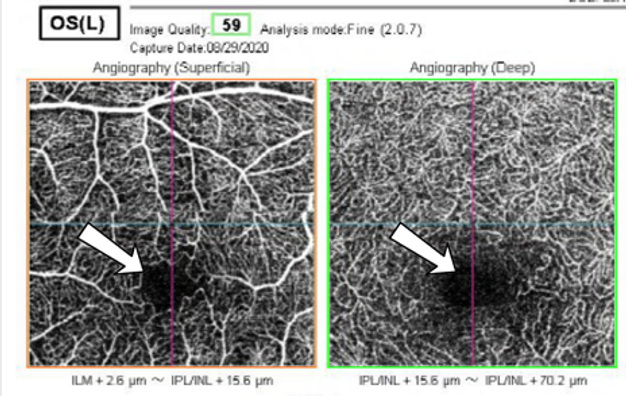 OS(L)
Image Quality: 59 Analysis mode:Fine (2.0.7)
Capture Date:08/29/2020
Angiography (Superficial)
Angiography (Deep)
ILM + 2.6 μm ～ IPL/INL + 15.6 μm
IPL/INL + 15.6 μm ～ IPL/INL + 70.2 μm